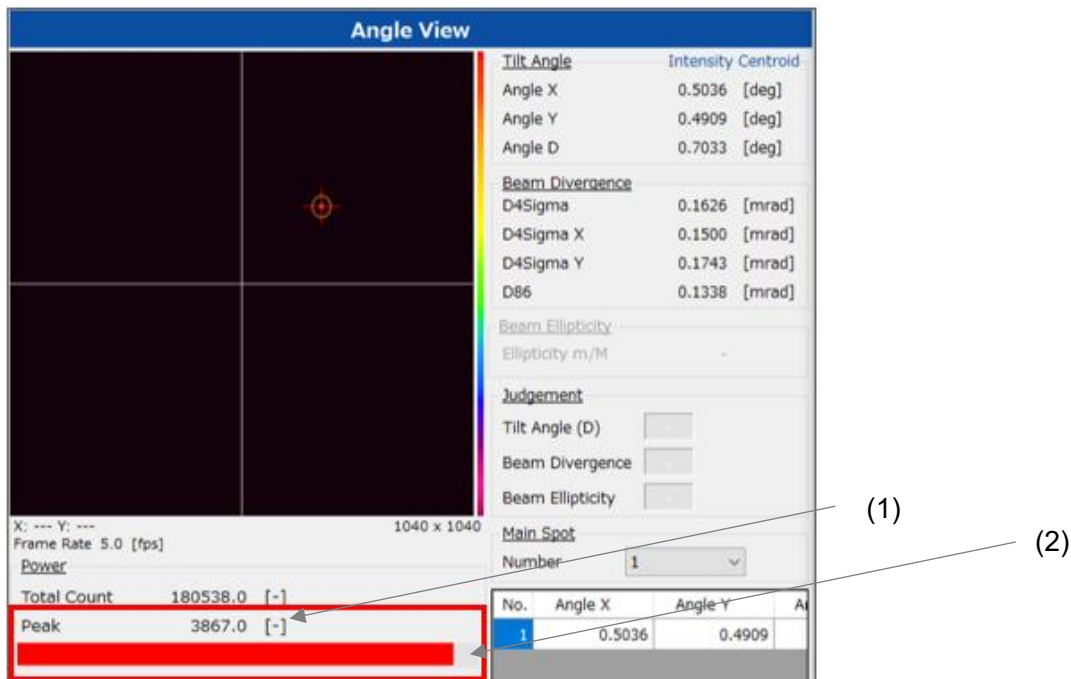 Angle View
Tilt Angle Intensity Centroid
Angle X 0.5036 [deg]
Angle Y 0.4909 [deg]
Angle D 0.7033 [deg]
Beam Divergence
D4Sigma 0.1626 [mrad]
D4Sigma X 0.1500 [mrad]
D4Sigma Y 0.1743 [mrad]
D86 0.1338 [mrad]
Beam Ellipticity
Ellipticity m/M -
Judgement
Tilt Angle (D) -
Beam Divergence -
Beam Ellipticity -
X: --- Y: --- 1040 x 1040
Frame Rate 5.0 [fps]
Main Spot
Number 1
Power
Total Count 180538.0 [-]
Peak 3867.0 [-]
No. Angle X Angle Y
1 0.5036 0.4909
(1)
(2)